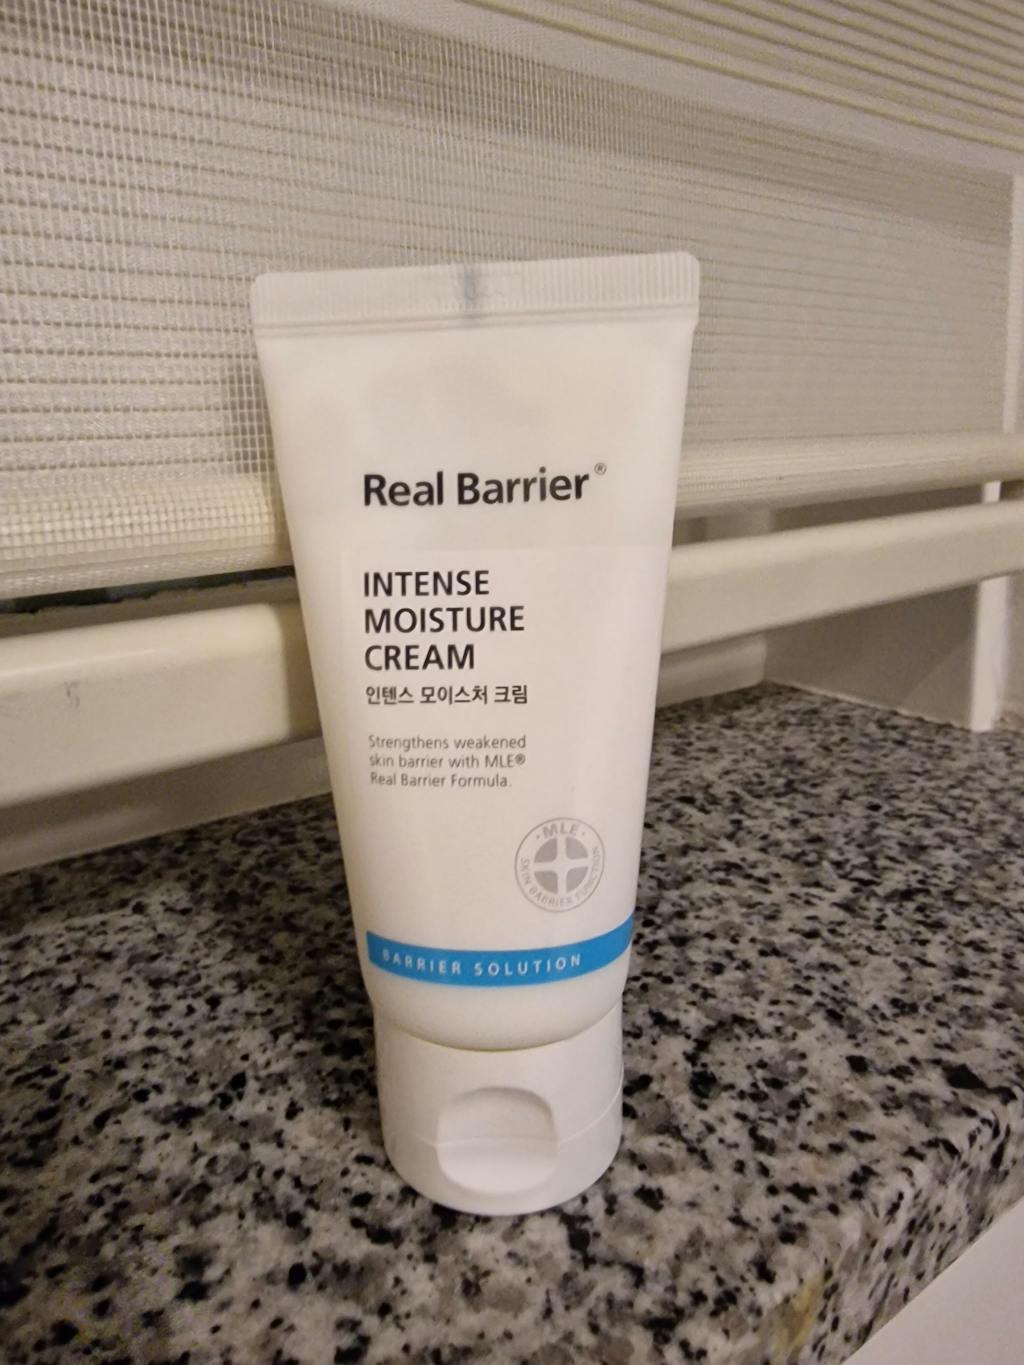 Real Barrier®
INTENSE
MOISTURE
CREAM
인텐스 모이스처 크림
Strengthens weakened
skin barrier with MLE®
Real Barrier Formula.
· MLE ·
SKIN BARRIER FUNCTION
BARRIER SOLUTION